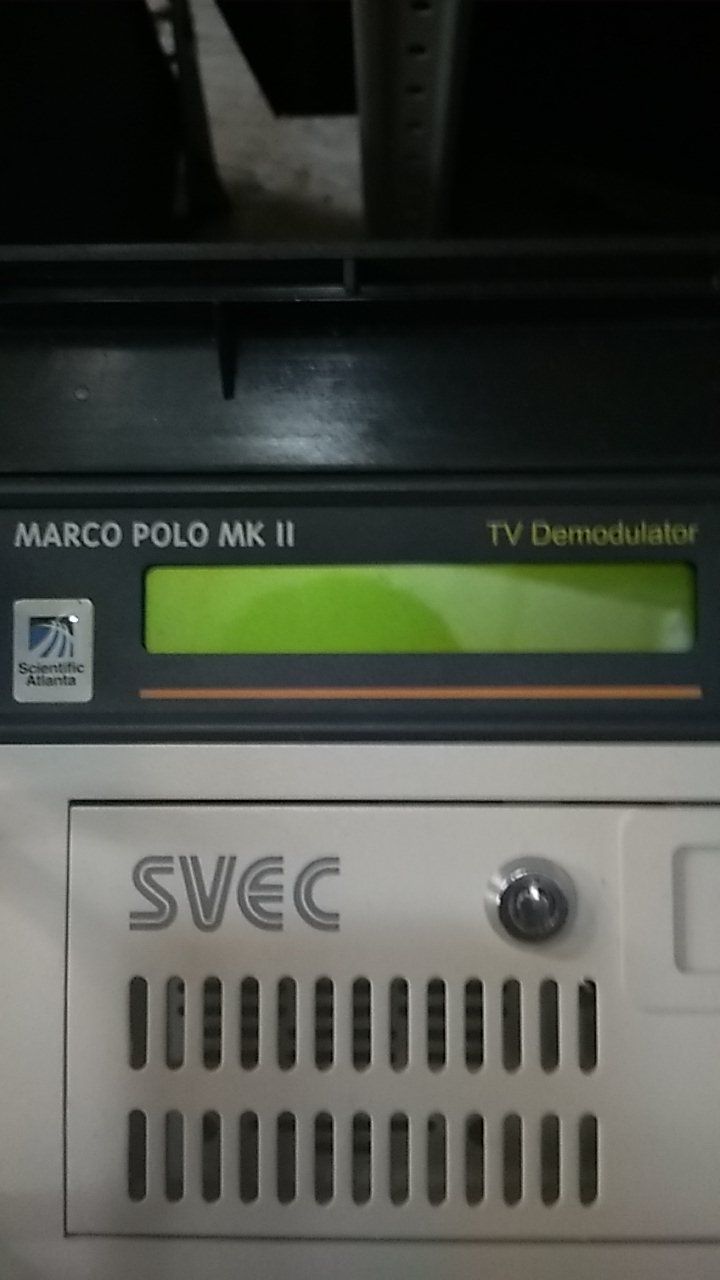 MARCO POLO MK II
TV Demodulator
Scientific
Atlanta
SVEC